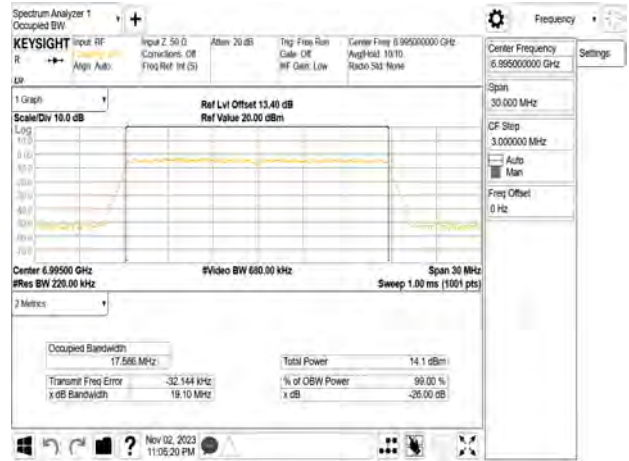 Spectrum Analyzer 1
Occupied BW
Frequency
KEYSIGHT
R
Input: RF
Align: Auto
Input Z: 50 Ω
Corrections: Off
Freq Ref: Int (S)
Atten: 20 dB
Trig: Free Run
Gate: Off
#IF Gain: Low
Center Freq: 6.995000000 GHz
Avg|Hold: 10/10
Radio Std: None
Center Frequency
6.995000000 GHz
Settings
Span
30.000 MHz
CF Step
3.000000 MHz
Auto
Man
Freq Offset
0 Hz
1 Graph
Scale/Div 10.0 dB
Ref Lvl Offset 13.40 dB
Ref Value 20.00 dBm
Log
Center 6.99500 GHz
#Video BW 680.00 kHz
Span 30 MHz
#Res BW 220.00 kHz
Sweep 1.00 ms (1001 pts)
2 Metrics
Occupied Bandwidth
17.566 MHz
Total Power
14.1 dBm
Transmit Freq Error
-32.144 kHz
% of OBW Power
99.00 %
x dB Bandwidth
19.10 MHz
x dB
-26.00 dB
?
Nov 02, 2023
11:05:20 PM